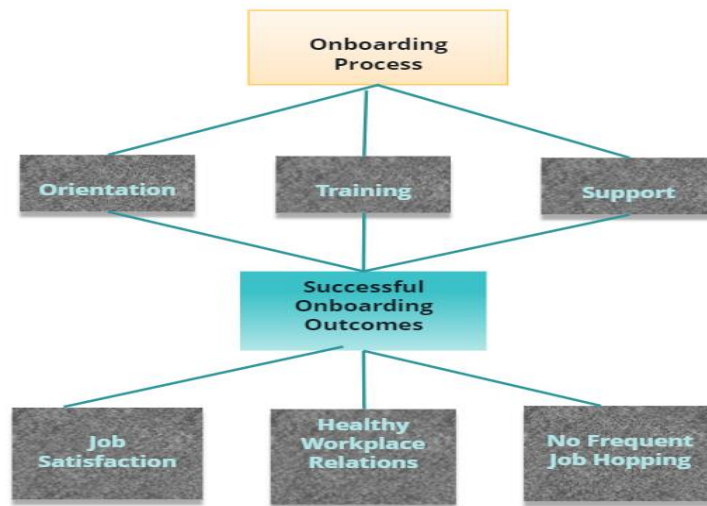 Onboarding
Process
Orientation
Training
Support
Successful
Onboarding
Outcomes
Job
Satisfaction
Healthy
Workplace
Relations
No Frequent
Job Hopping